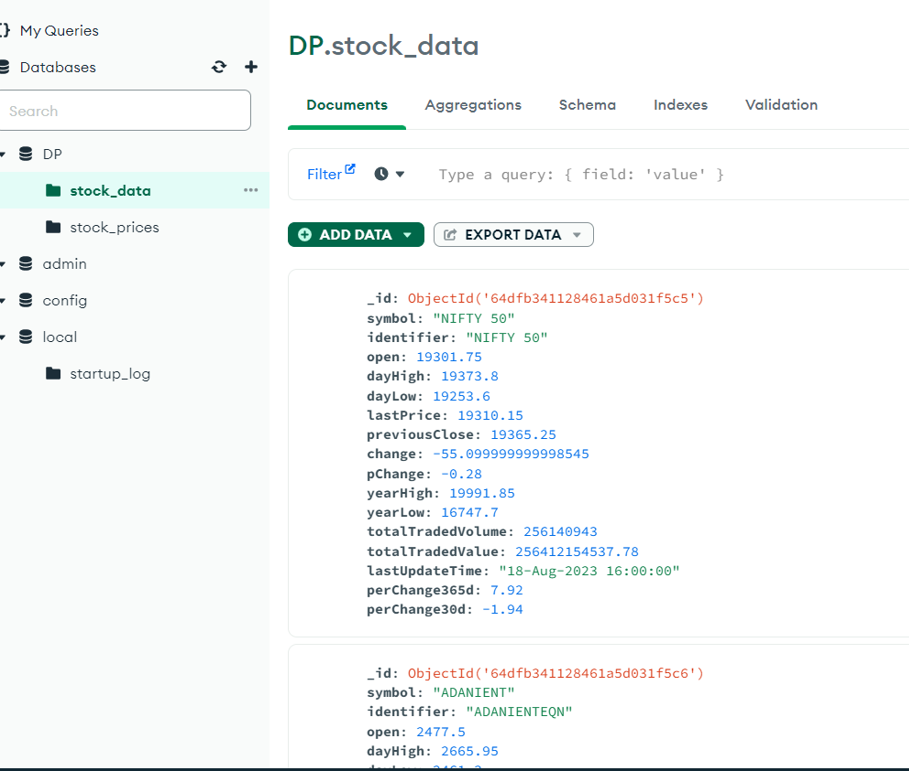 My Queries
Databases
Search
DP
stock_data
stock_prices
admin
config
local
startup_log
DP.stock_data
Documents
Aggregations
Schema
Indexes
Validation
Filter
Type a query: { field: 'value' }
ADD DATA
EXPORT DATA
_id: ObjectId('64dfb341128461a5d031f5c5')
symbol: "NIFTY 50"
identifier: "NIFTY 50"
open: 19301.75
dayHigh: 19373.8
dayLow: 19253.6
lastPrice: 19310.15
previousClose: 19365.25
change: -55.099999999998545
pChange: -0.28
yearHigh: 19991.85
yearLow: 16747.7
totalTradedVolume: 256140943
totalTradedValue: 256412154537.78
lastUpdateTime: "18-Aug-2023 16:00:00"
perChange365d: 7.92
perChange30d: -1.94
_id: ObjectId('64dfb341128461a5d031f5c6')
symbol: "ADANIENT"
identifier: "ADANIENTEQN"
open: 2477.5
dayHigh: 2665.95